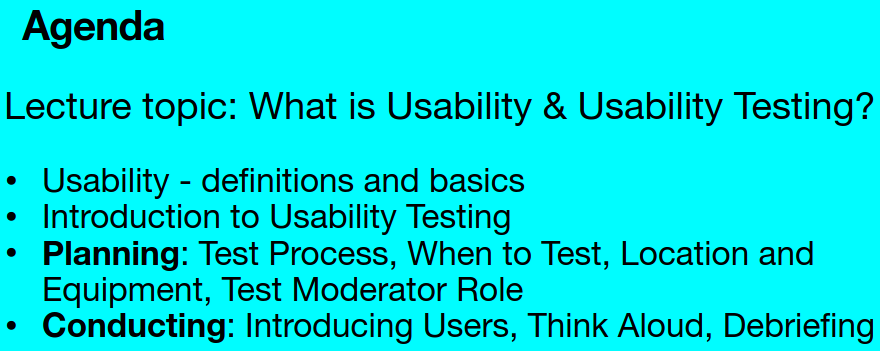 Agenda
Lecture topic: What is Usability & Usability Testing?
• Usability - definitions and basics
• Introduction to Usability Testing
• Planning: Test Process, When to Test, Location and
Equipment, Test Moderator Role
• Conducting: Introducing Users, Think Aloud, Debriefing